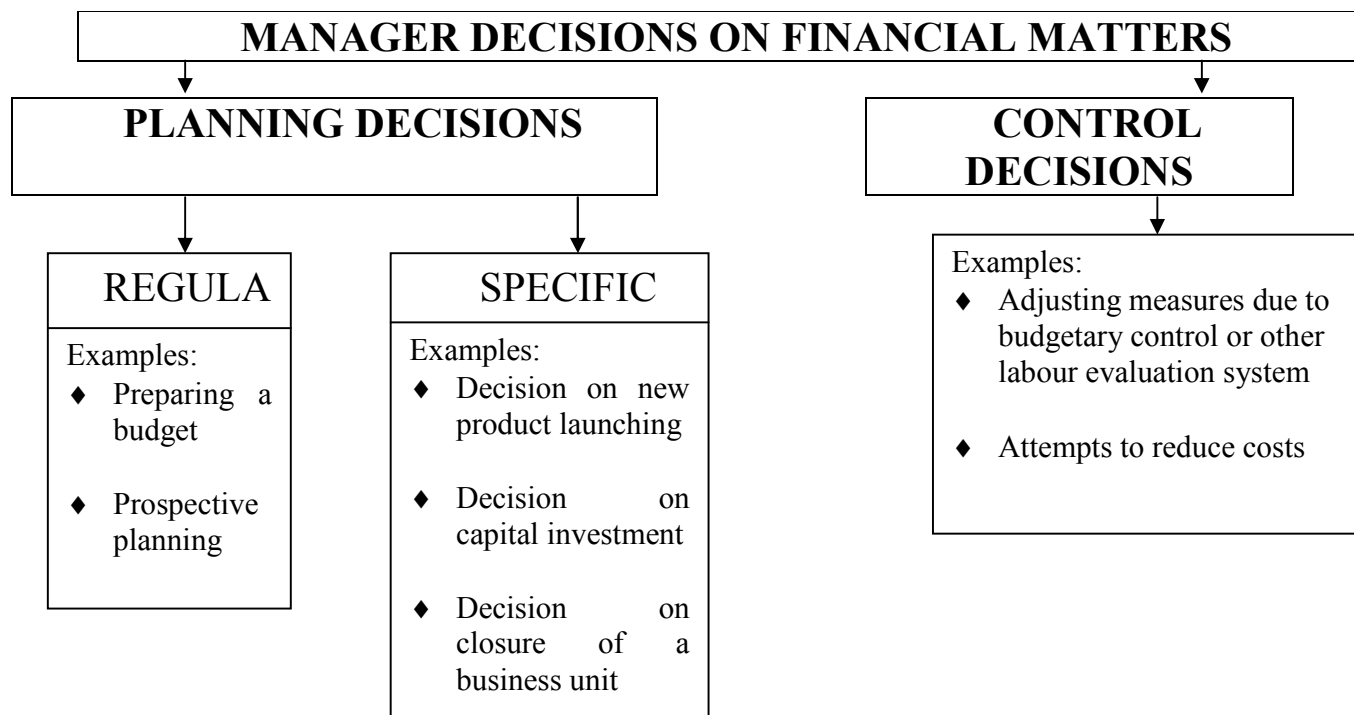 MANAGER DECISIONS ON FINANCIAL MATTERS
PLANNING DECISIONS
CONTROL
DECISIONS
REGULA
Examples:
♦ Preparing a
budget
♦ Prospective
planning
SPECIFIC
Examples:
♦ Decision on new
product launching
♦ Decision on
capital investment
♦ Decision on
closure of a
business unit
Examples:
♦ Adjusting measures due to
budgetary control or other
labour evaluation system
♦ Attempts to reduce costs